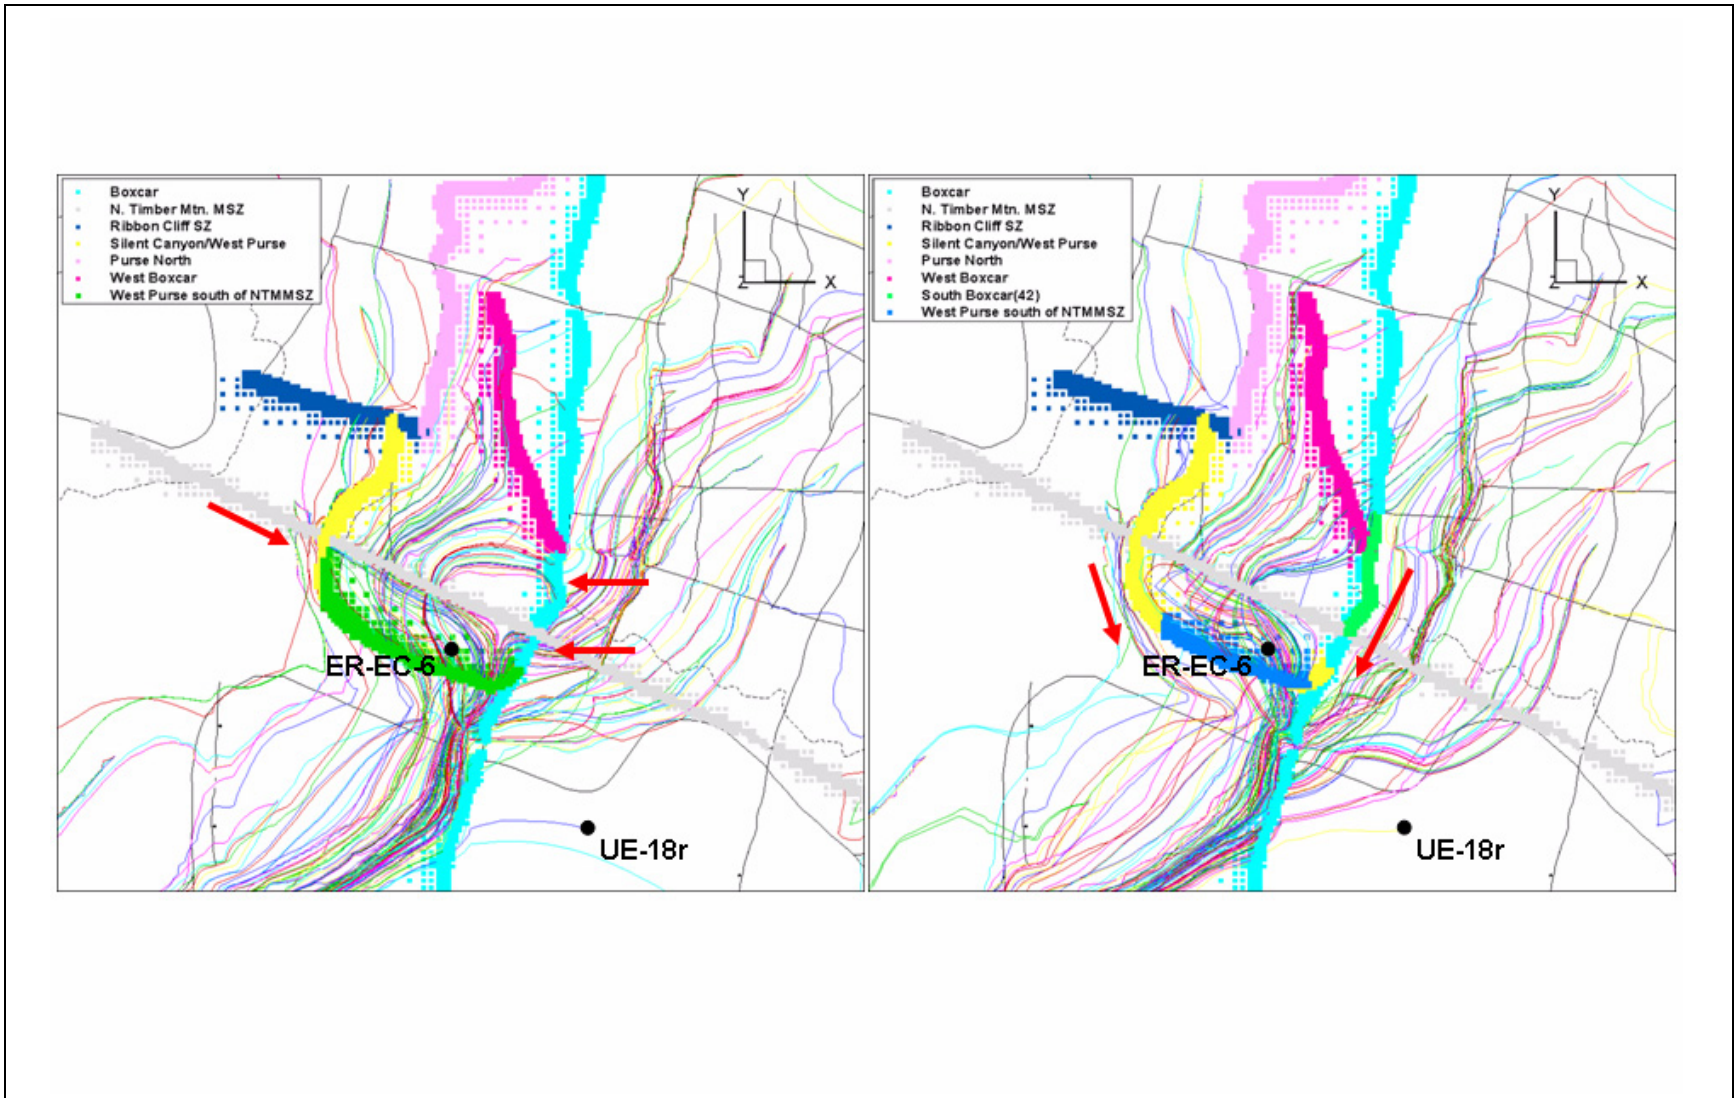 Boxcar
N. Timber Mtn. MSZ
Ribbon Cliff SZ
Silent Canyon/West Purse
Purse North
West Boxcar
West Purse south of NTMMSZ
Y
Z
X
ER-EC-6
UE-18r
Boxcar
N. Timber Mtn. MSZ
Ribbon Cliff SZ
Silent Canyon/West Purse
Purse North
West Boxcar
South Boxcar(42)
West Purse south of NTMMSZ
Y
Z
X
ER-EC-6
UE-18r